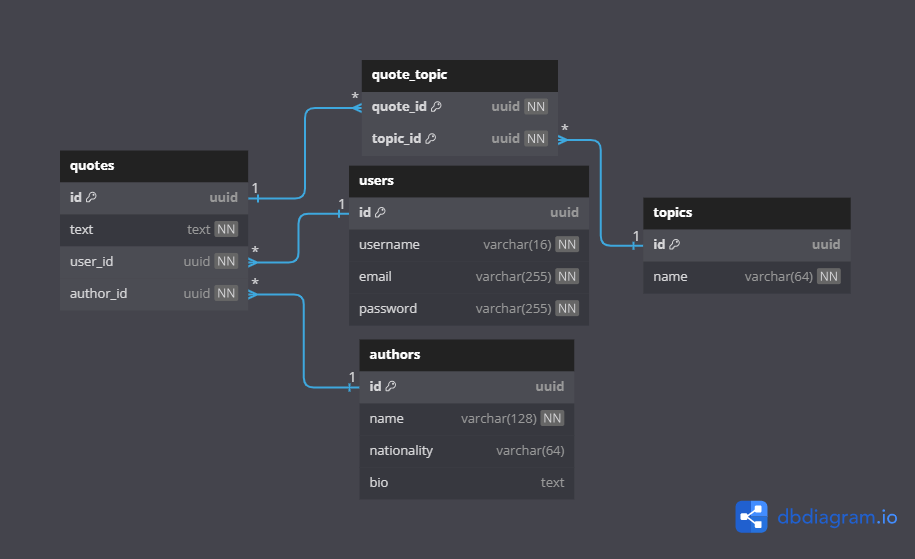 quote_topic
*
quote_id uuid NN
topic_id uuid NN
*
quotes
id uuid
1
text text NN
user_id uuid NN
*
author_id uuid NN
*
users
1
id uuid
username varchar(16) NN
email varchar(255) NN
password varchar(255) NN
topics
1
id uuid
name varchar(64) NN
authors
1
id uuid
name varchar(128) NN
nationality varchar(64)
bio text
dbdiagram.io